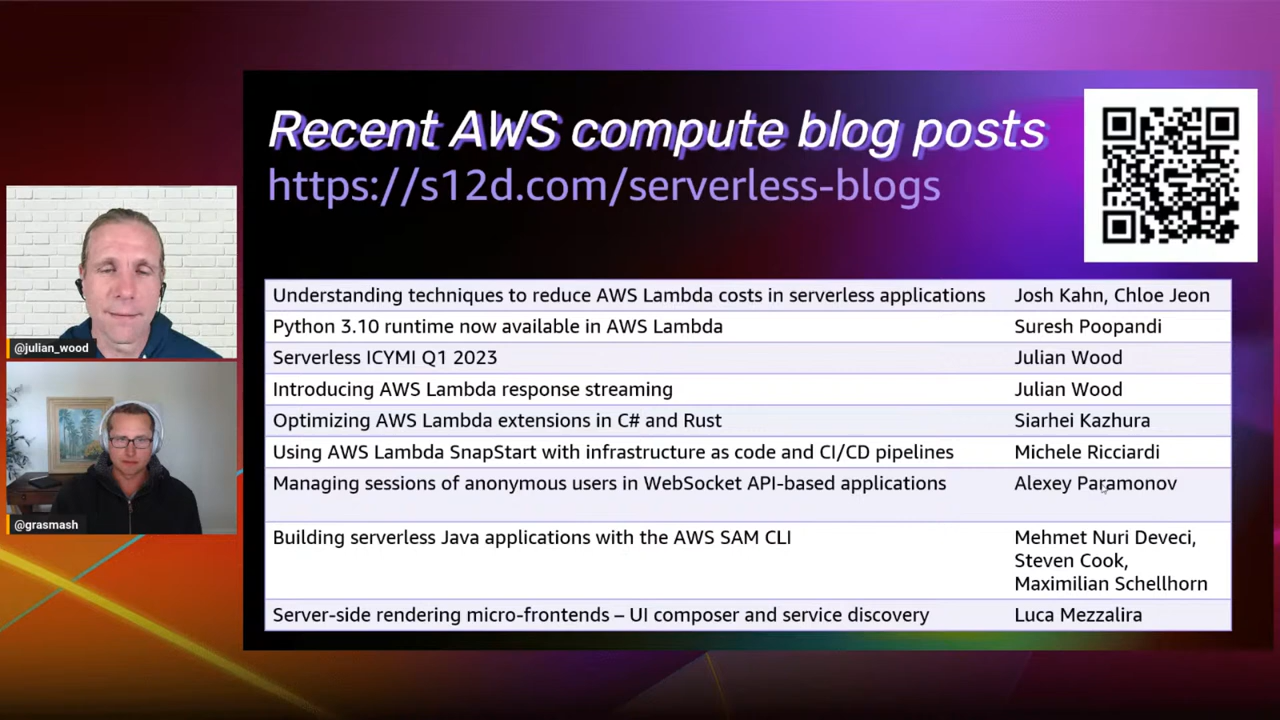 Recent AWS compute blog posts
https://s12d.com/serverless-blogs
Understanding techniques to reduce AWS Lambda costs in serverless applications Josh Kahn, Chloe Jeon
Python 3.10 runtime now available in AWS Lambda Suresh Poopandi
Serverless ICYMI Q1 2023 Julian Wood
Introducing AWS Lambda response streaming Julian Wood
Optimizing AWS Lambda extensions in C# and Rust Siarhei Kazhura
Using AWS Lambda SnapStart with infrastructure as code and CI/CD pipelines Michele Ricciardi
Managing sessions of anonymous users in WebSocket API-based applications Alexey Paramonov
Building serverless Java applications with the AWS SAM CLI Mehmet Nuri Deveci,
Steven Cook,
Maximilian Schellhorn
Server-side rendering micro-frontends – UI composer and service discovery Luca Mezzalira
@julian_wood
@grasmash